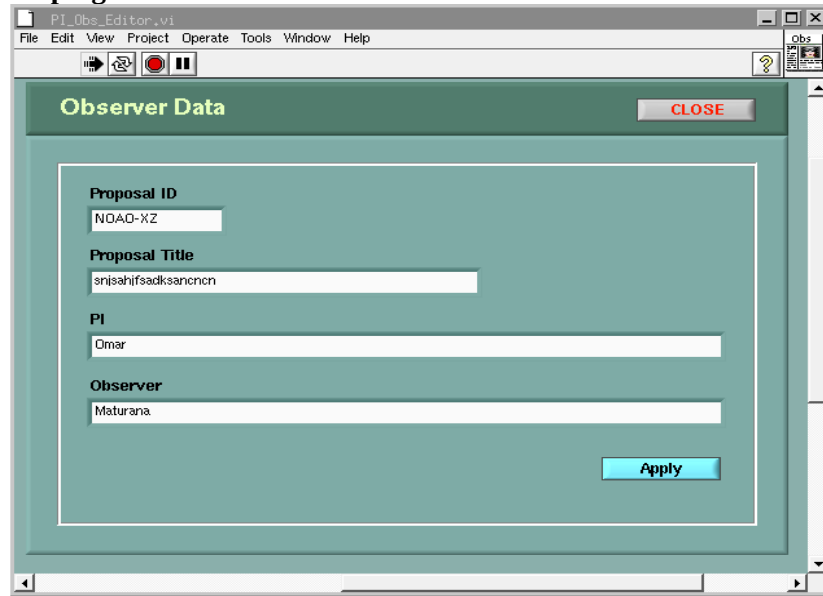 PI_Obs_Editor.vi
File Edit View Project Operate Tools Window Help
Obs
?
Observer Data
CLOSE
Proposal ID
NOAO-XZ
Proposal Title
snjsahjfsadksancncn
PI
Omar
Observer
Maturana
Apply